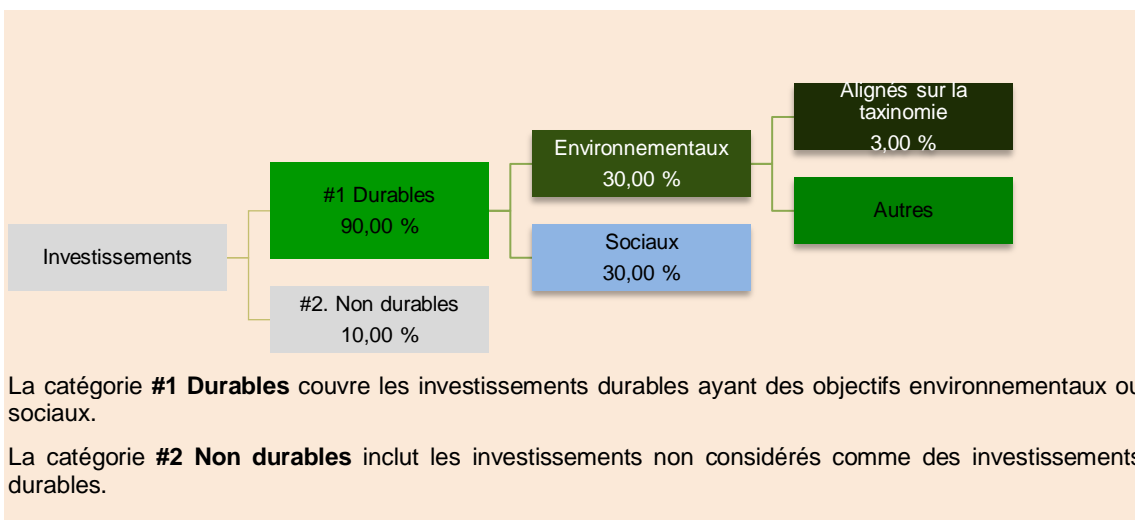 Alignés sur la
taxinomie
3,00 %
Environnementaux
30,00 %
#1 Durables
90,00 %
Autres
Sociaux
30,00 %
Investissements
#2. Non durables
10,00 %
La catégorie #1 Durables couvre les investissements durables ayant des objectifs environnementaux ou
sociaux.
La catégorie #2 Non durables inclut les investissements non considérés comme des investissements
durables.